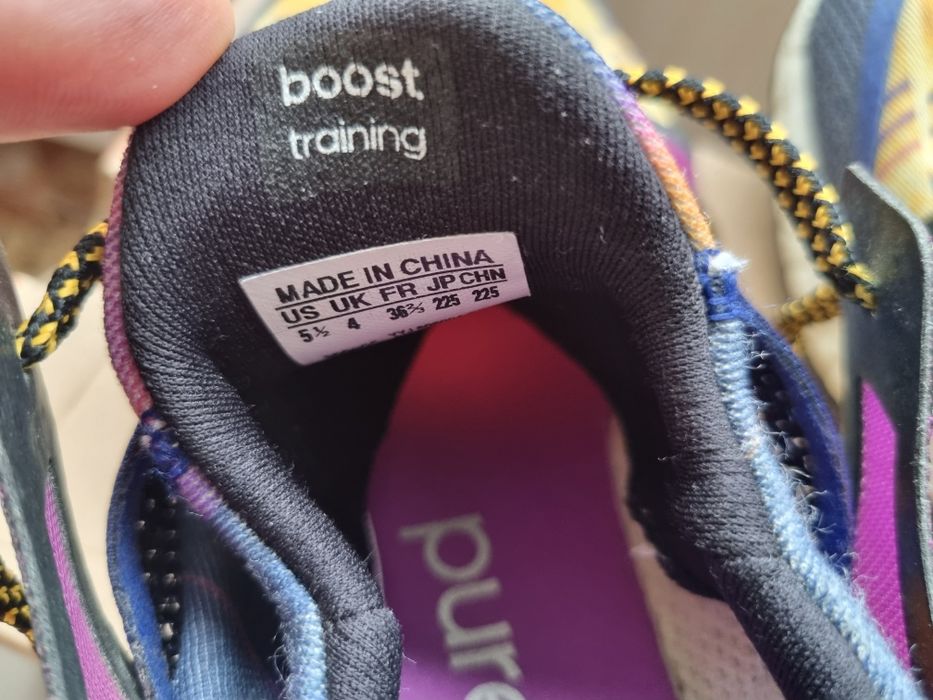 boost
training
MADE IN CHINA
US UK FR JP CHN
5½ 4 36⅔ 225 225
pure